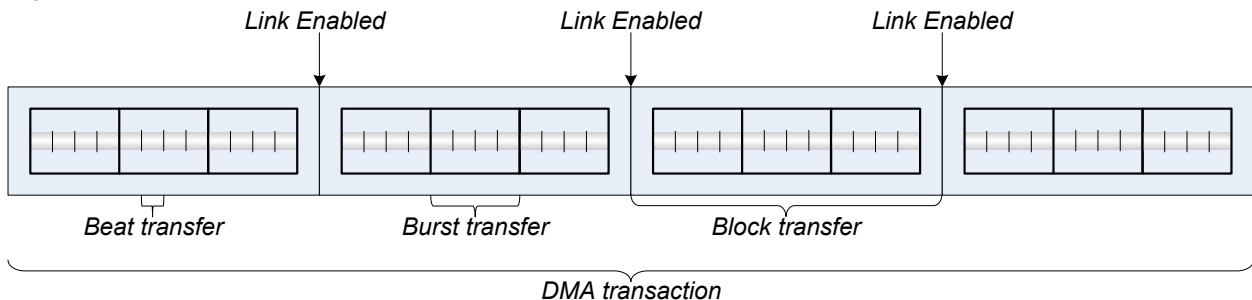 Link Enabled Link Enabled Link Enabled
Beat transfer Burst transfer Block transfer
DMA transaction